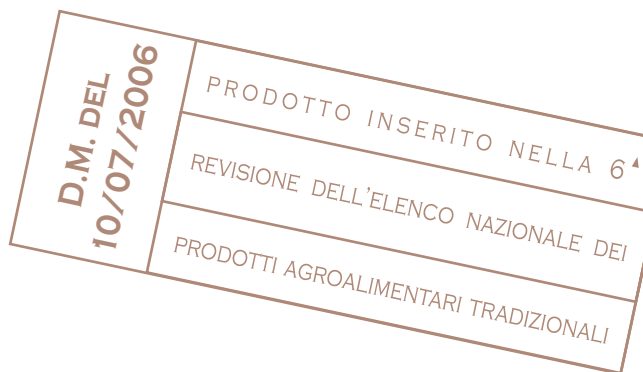 D.M. DEL
10/07/2006
PRODOTTO INSERITO NELLA 6ª
REVISIONE DELL'ELENCO NAZIONALE DEI
PRODOTTI AGROALIMENTARI TRADIZIONALI